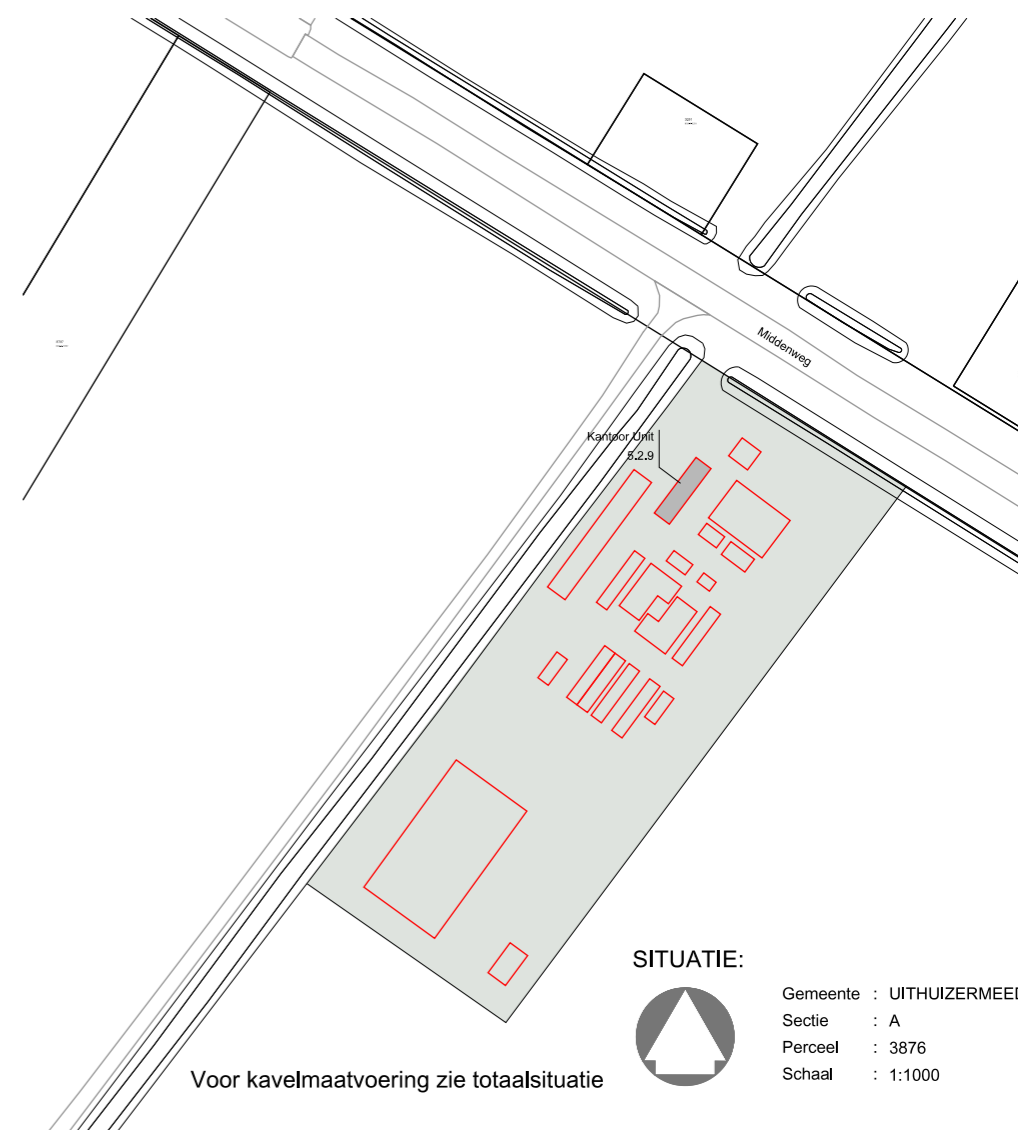 Middenweg
Kantoor Unit
5.2.9
SITUATIE:
Gemeente : UITHUIZERMEED
Sectie : A
Perceel : 3876
Schaal : 1:1000
Voor kavelmaatvoering zie totaalsituatie